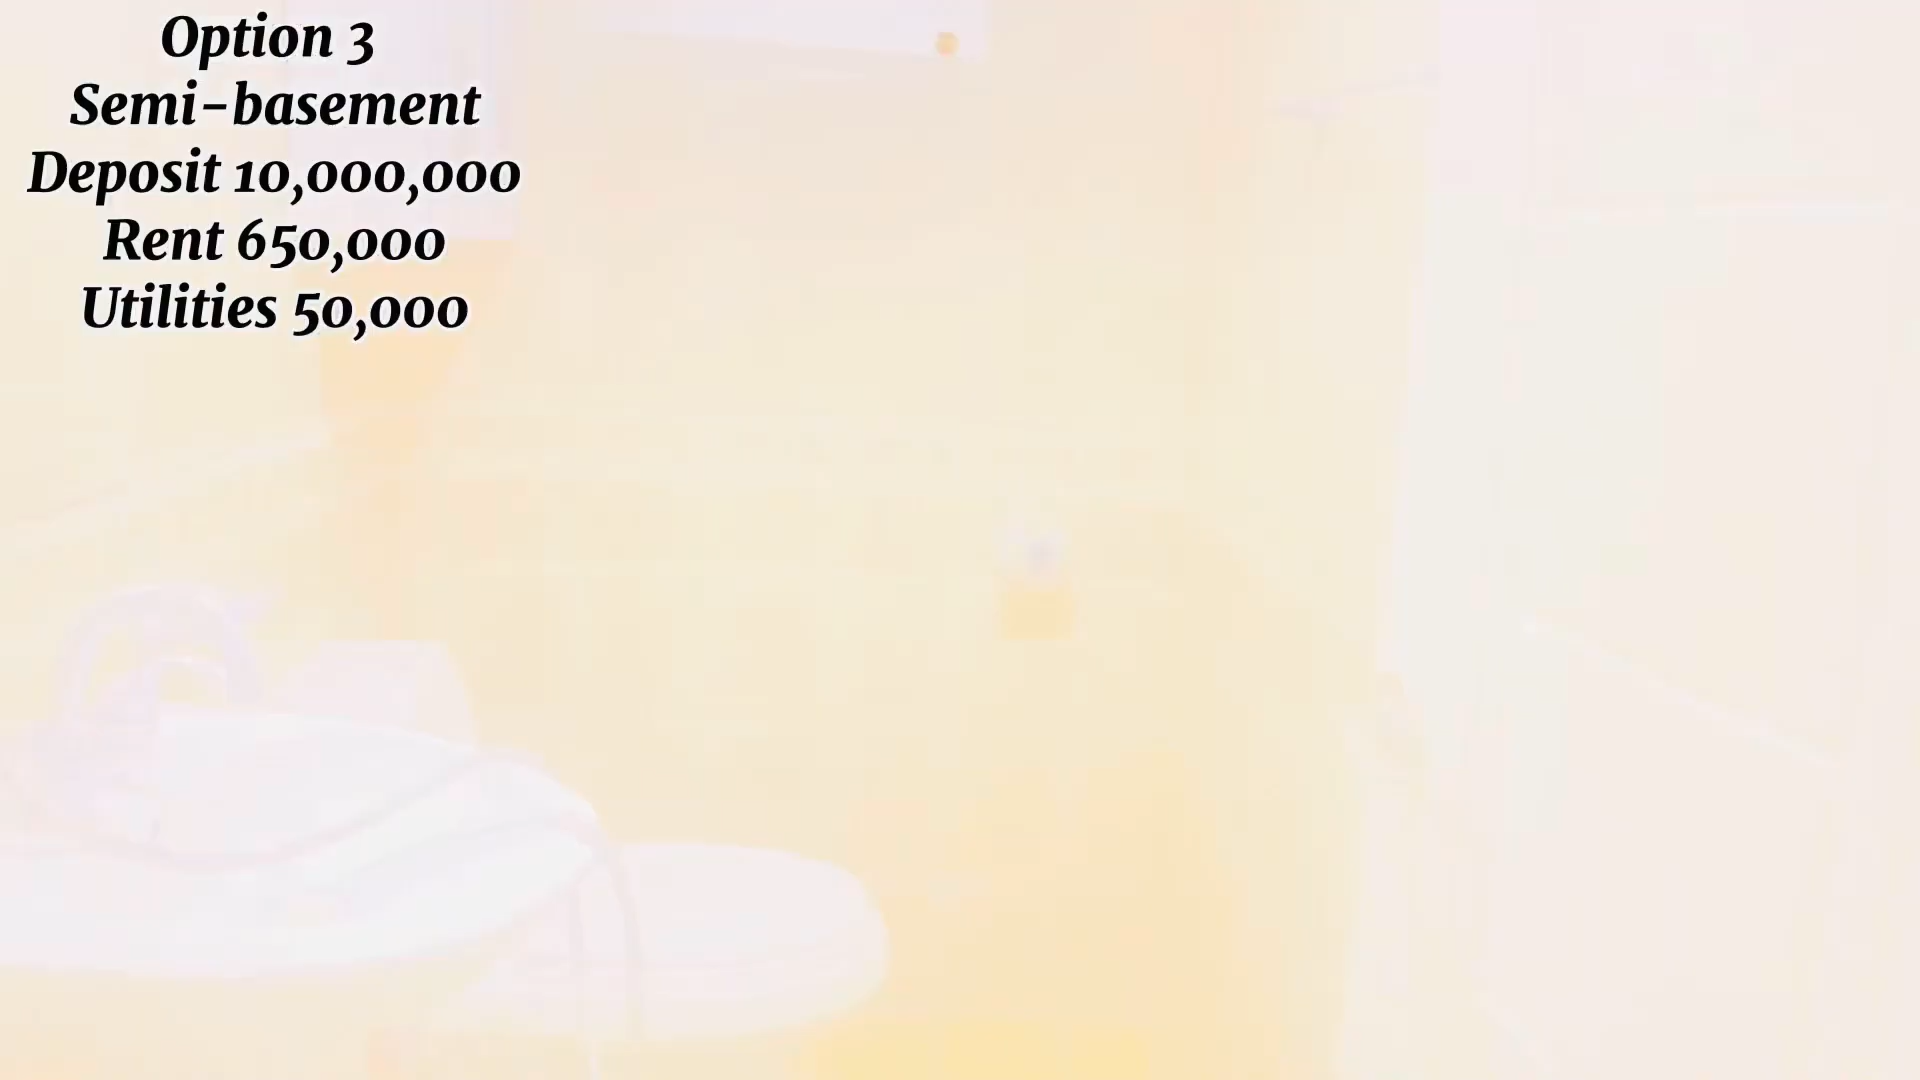 Option 3
Semi-basement
Deposit 10,000,000
Rent 650,000
Utilities 50,000